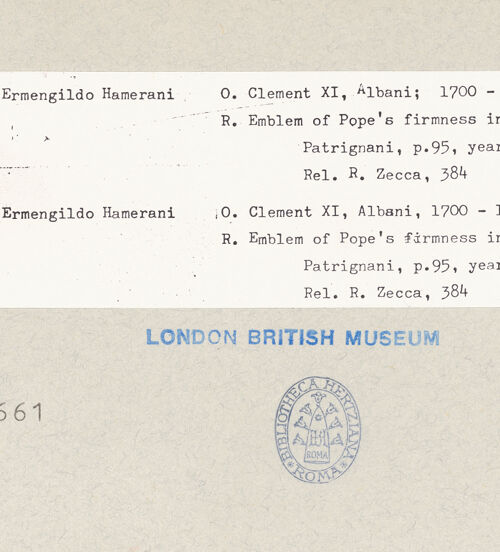 Ermengildo Hamerani O. Clement XI, Albani; 1700 -
R. Emblem of Pope's firmness in
Patrignani, p.95, year
Rel. R. Zecca, 384
Ermengildo Hamerani O. Clement XI, Albani, 1700 -
R. Emblem of Pope's firmness in
Patrignani, p.95, year
Rel. R. Zecca, 384
LONDON BRITISH MUSEUM
661
BIBLIOTHECA HERTZIANA
ROMA
ROMA